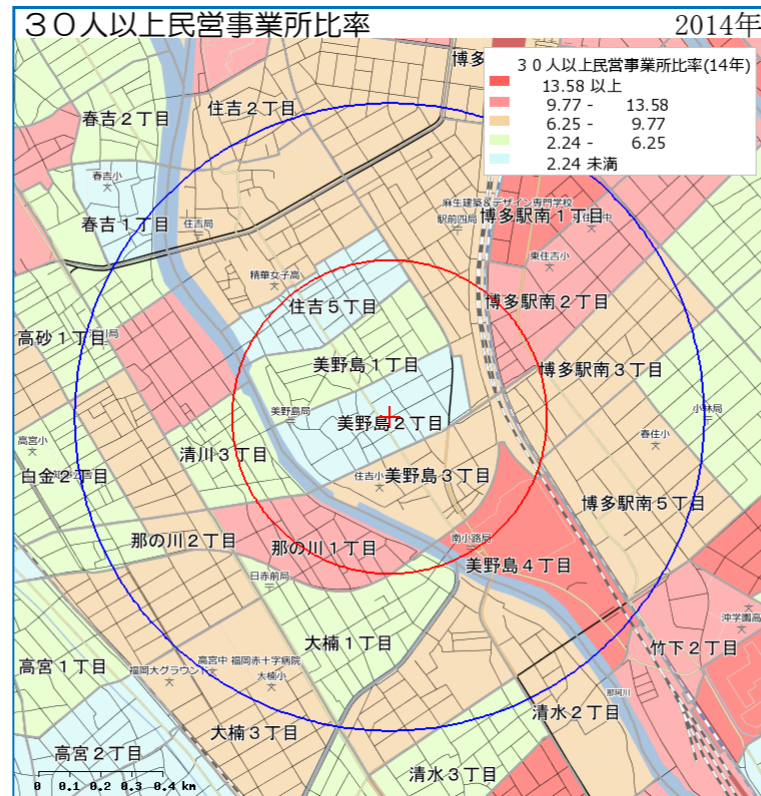 ３０人以上民営事業所比率
2014年
３０人以上民営事業所比率(14年)
13.58 以上
9.77 - 13.58
6.25 - 9.77
2.24 - 6.25
2.24 未満
博多
住吉２丁目
春吉２丁目
春吉小
文
麻生建築&デザイン専門学校
春吉１丁目
住吉局
駅前四局
博多駅南１丁目
東住吉小
文
精華女子高
文
住吉５丁目
博多駅南２丁目
高砂１丁目
美野島１丁目
博多駅南３丁目
美野島局
美野島２丁目
小林局
高宮小
文
清川３丁目
春住小
文
白金２丁目
住吉小
文
美野島３丁目
博多駅南５丁目
那の川２丁目
那の川１丁目
南小路局
美野島４丁目
日赤前局
沖学園高
文
大楠１丁目
竹下２丁目
高宮１丁目
高宮中
文
福岡赤十字病院
福岡大グラウンド
文
大楠小
文
那珂川
大楠３丁目
清水２丁目
高宮２丁目
清水３丁目
0 0.1 0.2 0.3 0.4 km